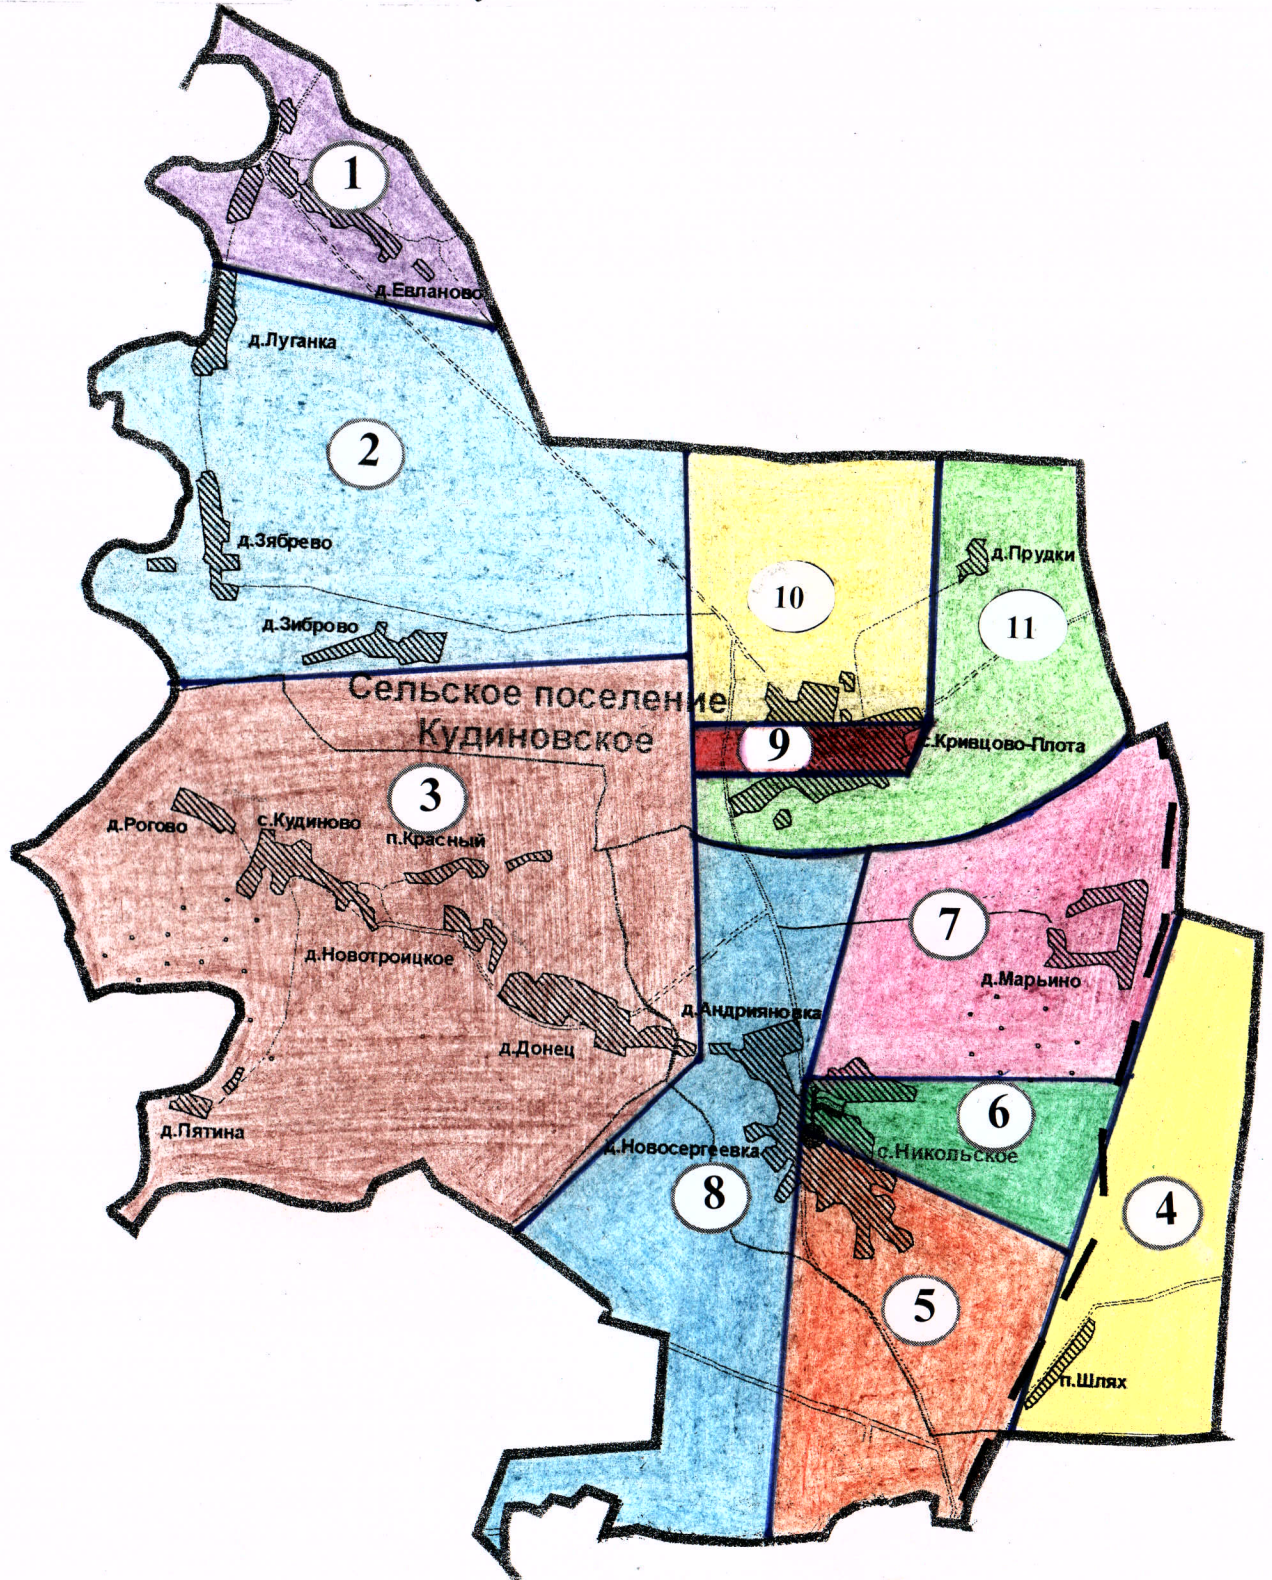 1
д.Евланово
д.Луганка
2
д.Зябрево
д.Прудки
10
11
д.Зиброво
Сельское поселение
Кудиновское
9
с.Кривцово-Плота
3
д.Рогово
с.Кудиново
п.Красный
7
д.Новотроицкое
д.Марьино
д.Андрияновка
д.Донец
6
д.Пятина
д.Новосергеевка
с.Никольское
8
4
5
п.Шлях